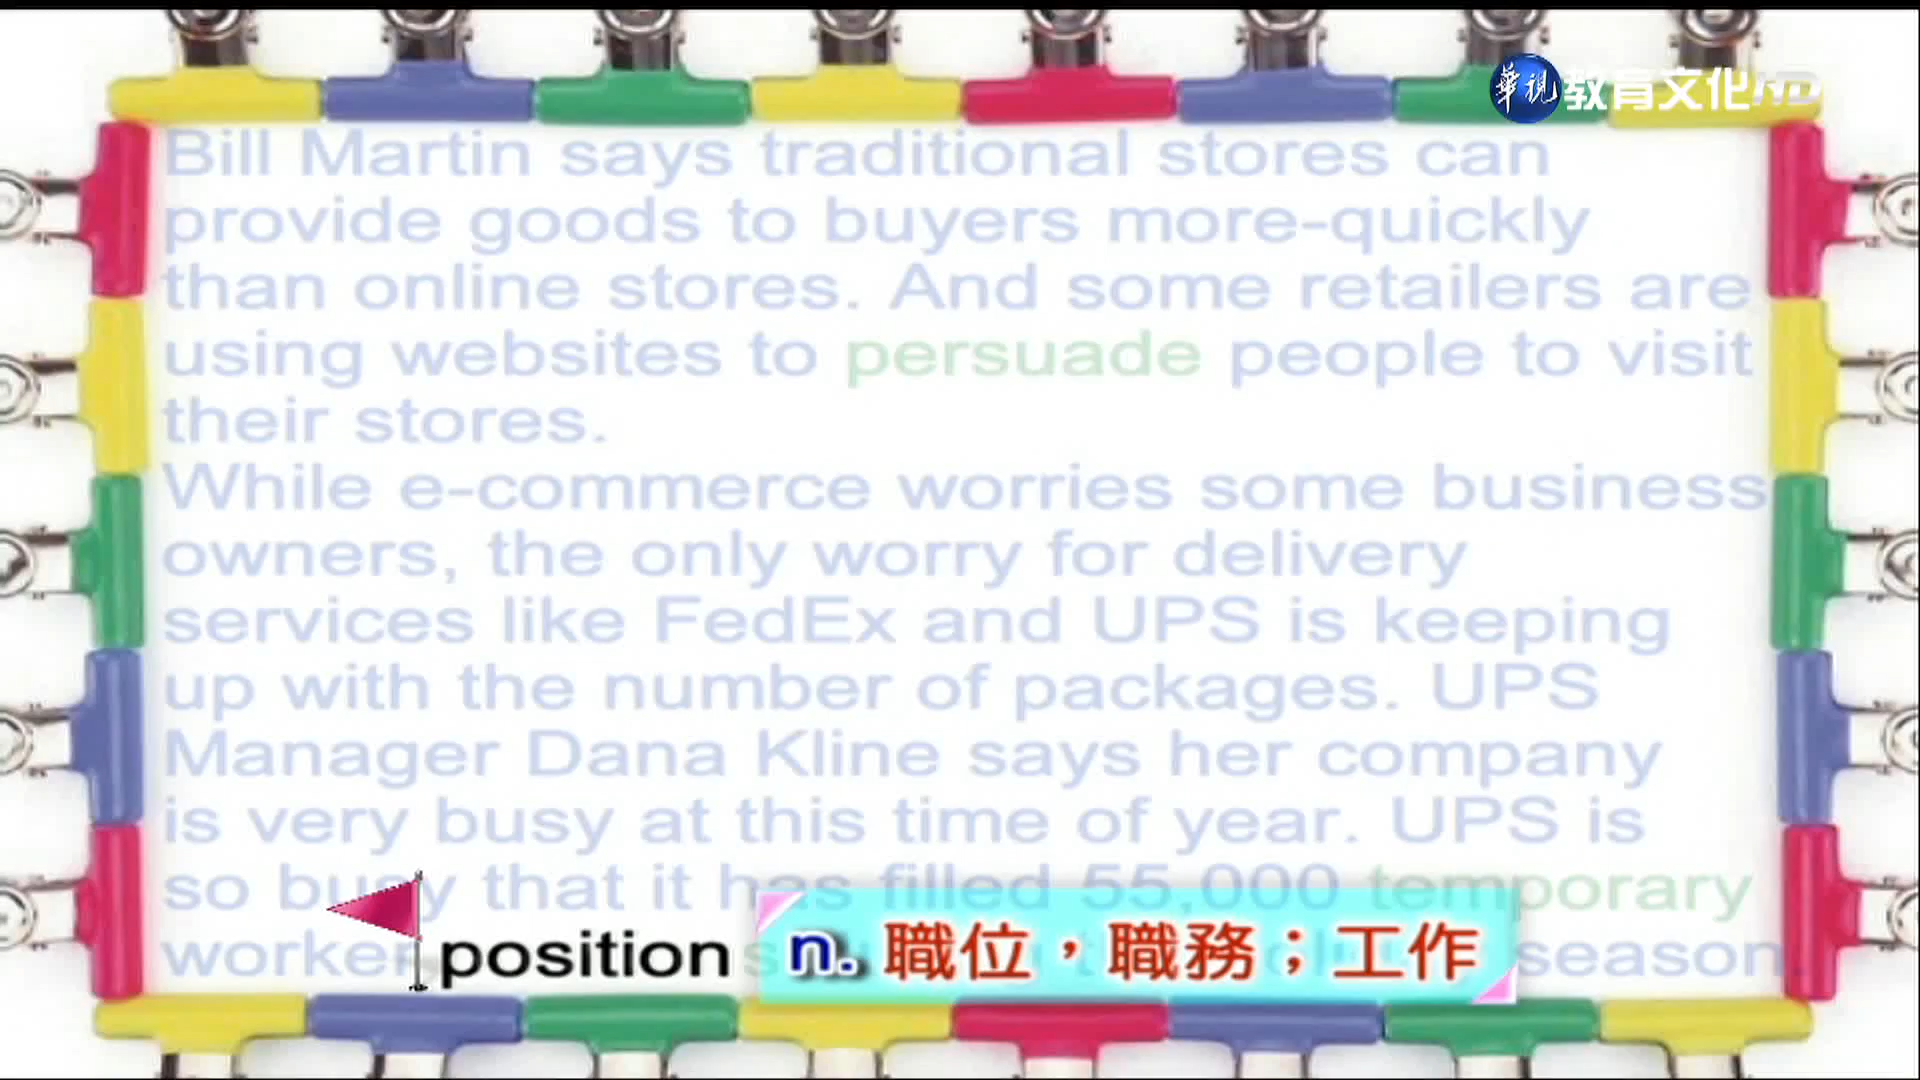 華視 教育文化HD
Bill Martin says traditional stores can
provide goods to buyers more-quickly
than online stores. And some retailers are
using websites to persuade people to visit
their stores.
While e-commerce worries some business
owners, the only worry for delivery
services like FedEx and UPS is keeping
up with the number of packages. UPS
Manager Dana Kline says her company
is very busy at this time of year. UPS is
so busy that it has filled 55,000 temporary
season.
position n. 職位，職務；工作